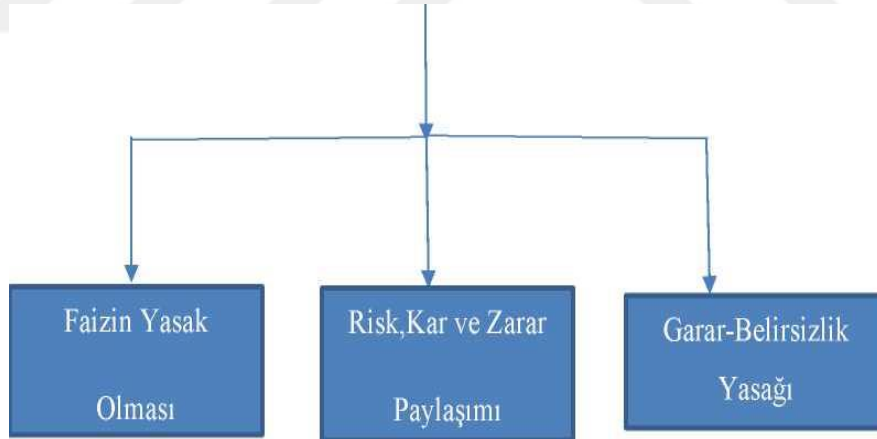 Faizin Yasak
Olması
Risk,Kar ve Zarar
Paylaşımı
Garar-Belirsizlik
Yasağı